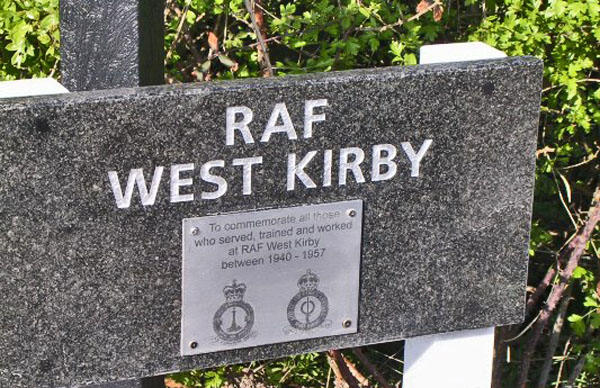 RAF
WEST KIRBY
To commemorate all those
who served, trained and worked
at RAF West Kirby
between 1940 - 1957